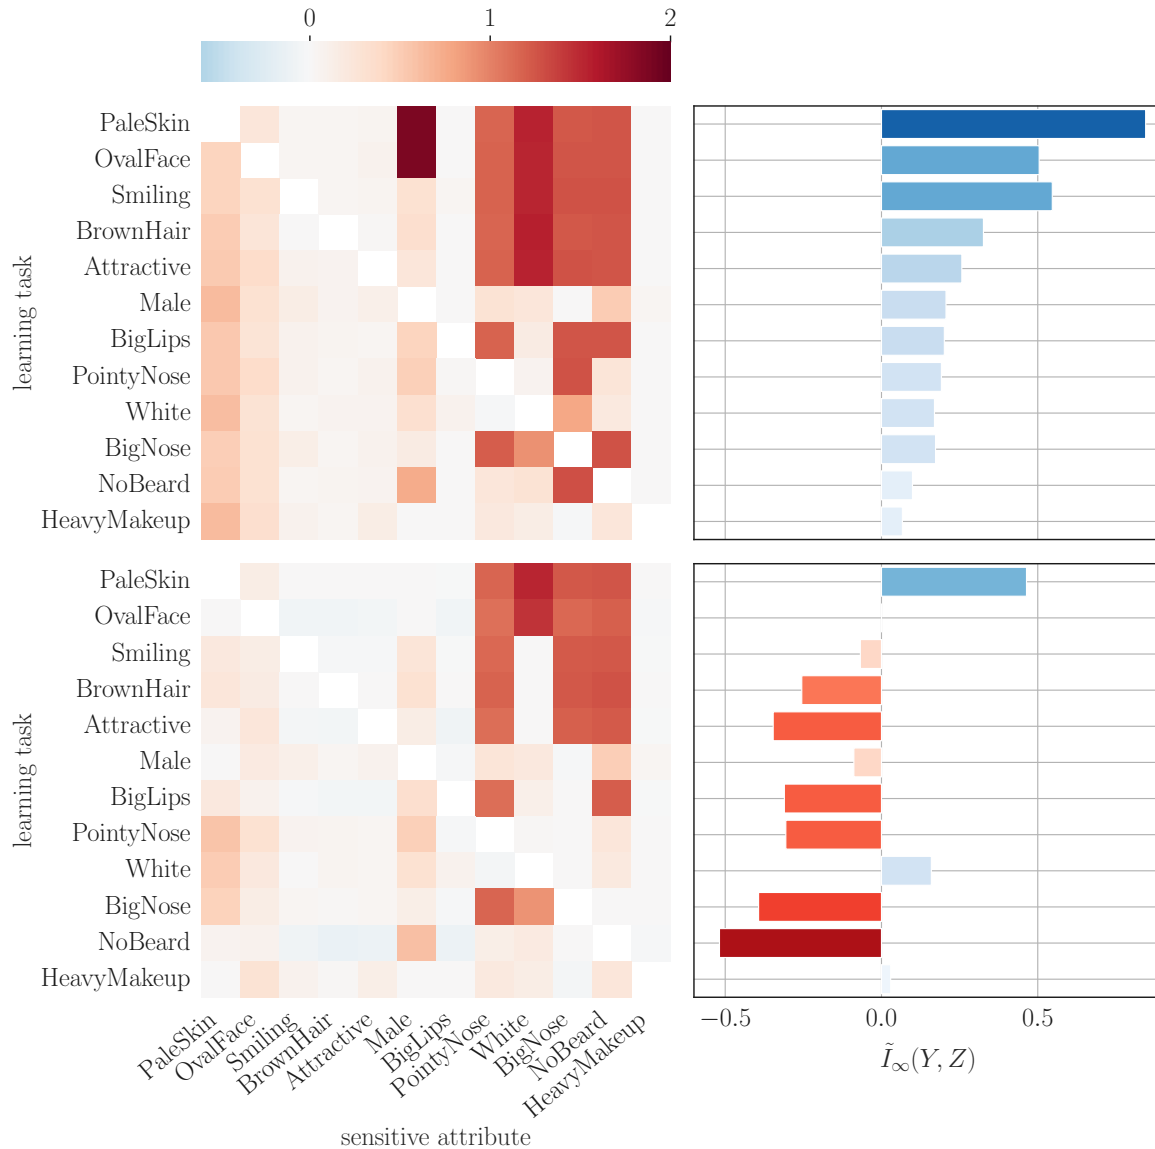 0 1 2
PaleSkin
OvalFace
Smiling
BrownHair
Attractive
Male
BigLips
PointyNose
White
BigNose
NoBeard
HeavyMakeup
learning task
PaleSkin
OvalFace
Smiling
BrownHair
Attractive
Male
BigLips
PointyNose
White
BigNose
NoBeard
HeavyMakeup
learning task
PaleSkin
OvalFace
Smiling
BrownHair
Attractive
Male
BigLips
PointyNose
White
BigNose
NoBeard
HeavyMakeup
sensitive attribute
−0.5 0.0 0.5
Ĩ∞(Y, Z)